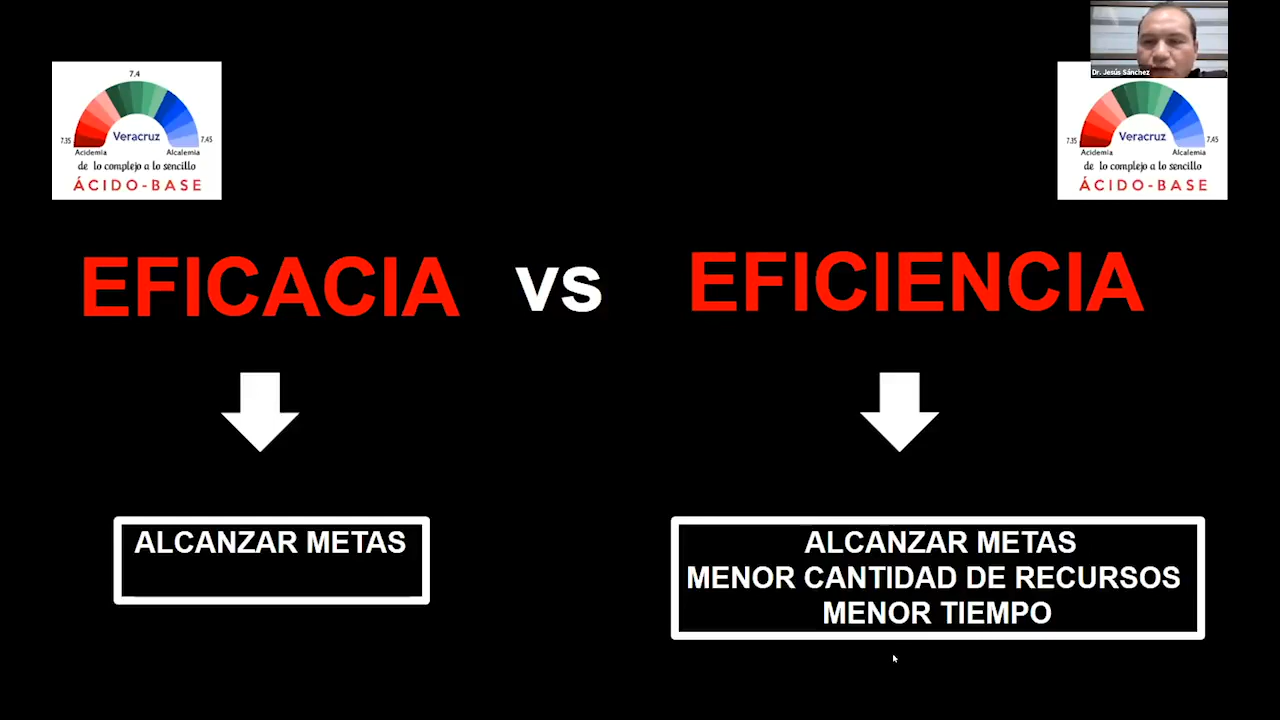 Dr. Jesús Sánchez
7.4
7.35
Veracruz
7.45
Acidemia
Alcalemia
de lo complejo a lo sencillo
ÁCIDO-BASE
7.35
Veracruz
7.45
Acidemia
Alcalemia
de lo complejo a lo sencillo
ÁCIDO-BASE
EFICACIA vs EFICIENCIA
ALCANZAR METAS
ALCANZAR METAS
MENOR CANTIDAD DE RECURSOS
MENOR TIEMPO